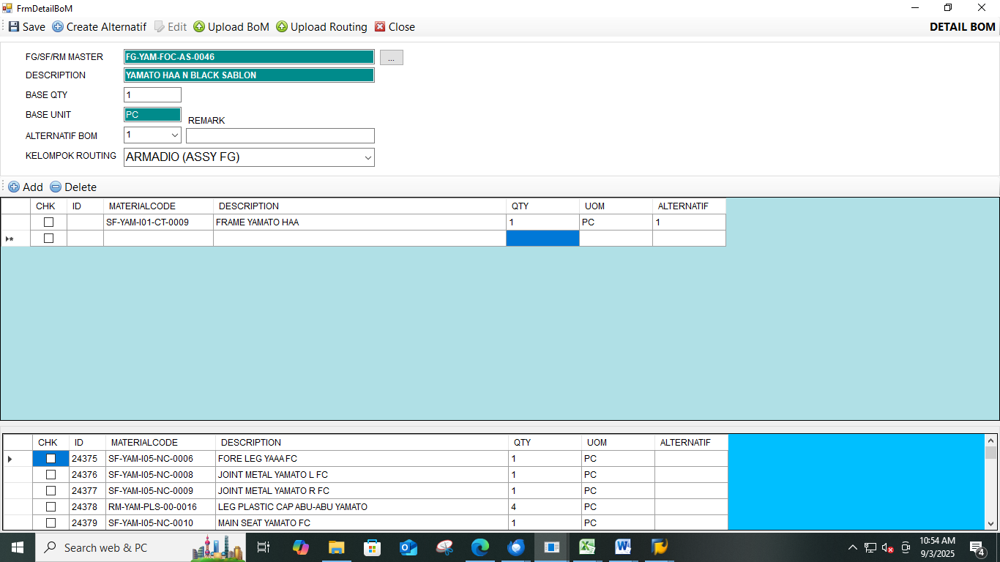 FrmDetailBoM
Save Create Alternatif Edit Upload BoM Upload Routing Close DETAIL BOM
FG/SF/RM MASTER FG-YAM-FOC-AS-0046 ...
DESCRIPTION YAMATO HAA N BLACK SABLON
BASE QTY 1
BASE UNIT PC
REMARK
ALTERNATIF BOM 1
KELOMPOK ROUTING ARMADIO (ASSY FG)
Add Delete
CHK ID MATERIALCODE DESCRIPTION QTY UOM ALTERNATIF
SF-YAM-I01-CT-0009 FRAME YAMATO HAA 1 PC 1
CHK ID MATERIALCODE DESCRIPTION QTY UOM ALTERNATIF
24375 SF-YAM-I05-NC-0006 FORE LEG YAAA FC 1 PC
24376 SF-YAM-I05-NC-0008 JOINT METAL YAMATO L FC 1 PC
24377 SF-YAM-I05-NC-0009 JOINT METAL YAMATO R FC 1 PC
24378 RM-YAM-PLS-00-0016 LEG PLASTIC CAP ABU-ABU YAMATO 4 PC
24379 SF-YAM-I05-NC-0010 MAIN SEAT YAMATO FC 1 PC
Search web & PC
10:54 AM
9/3/2025
4